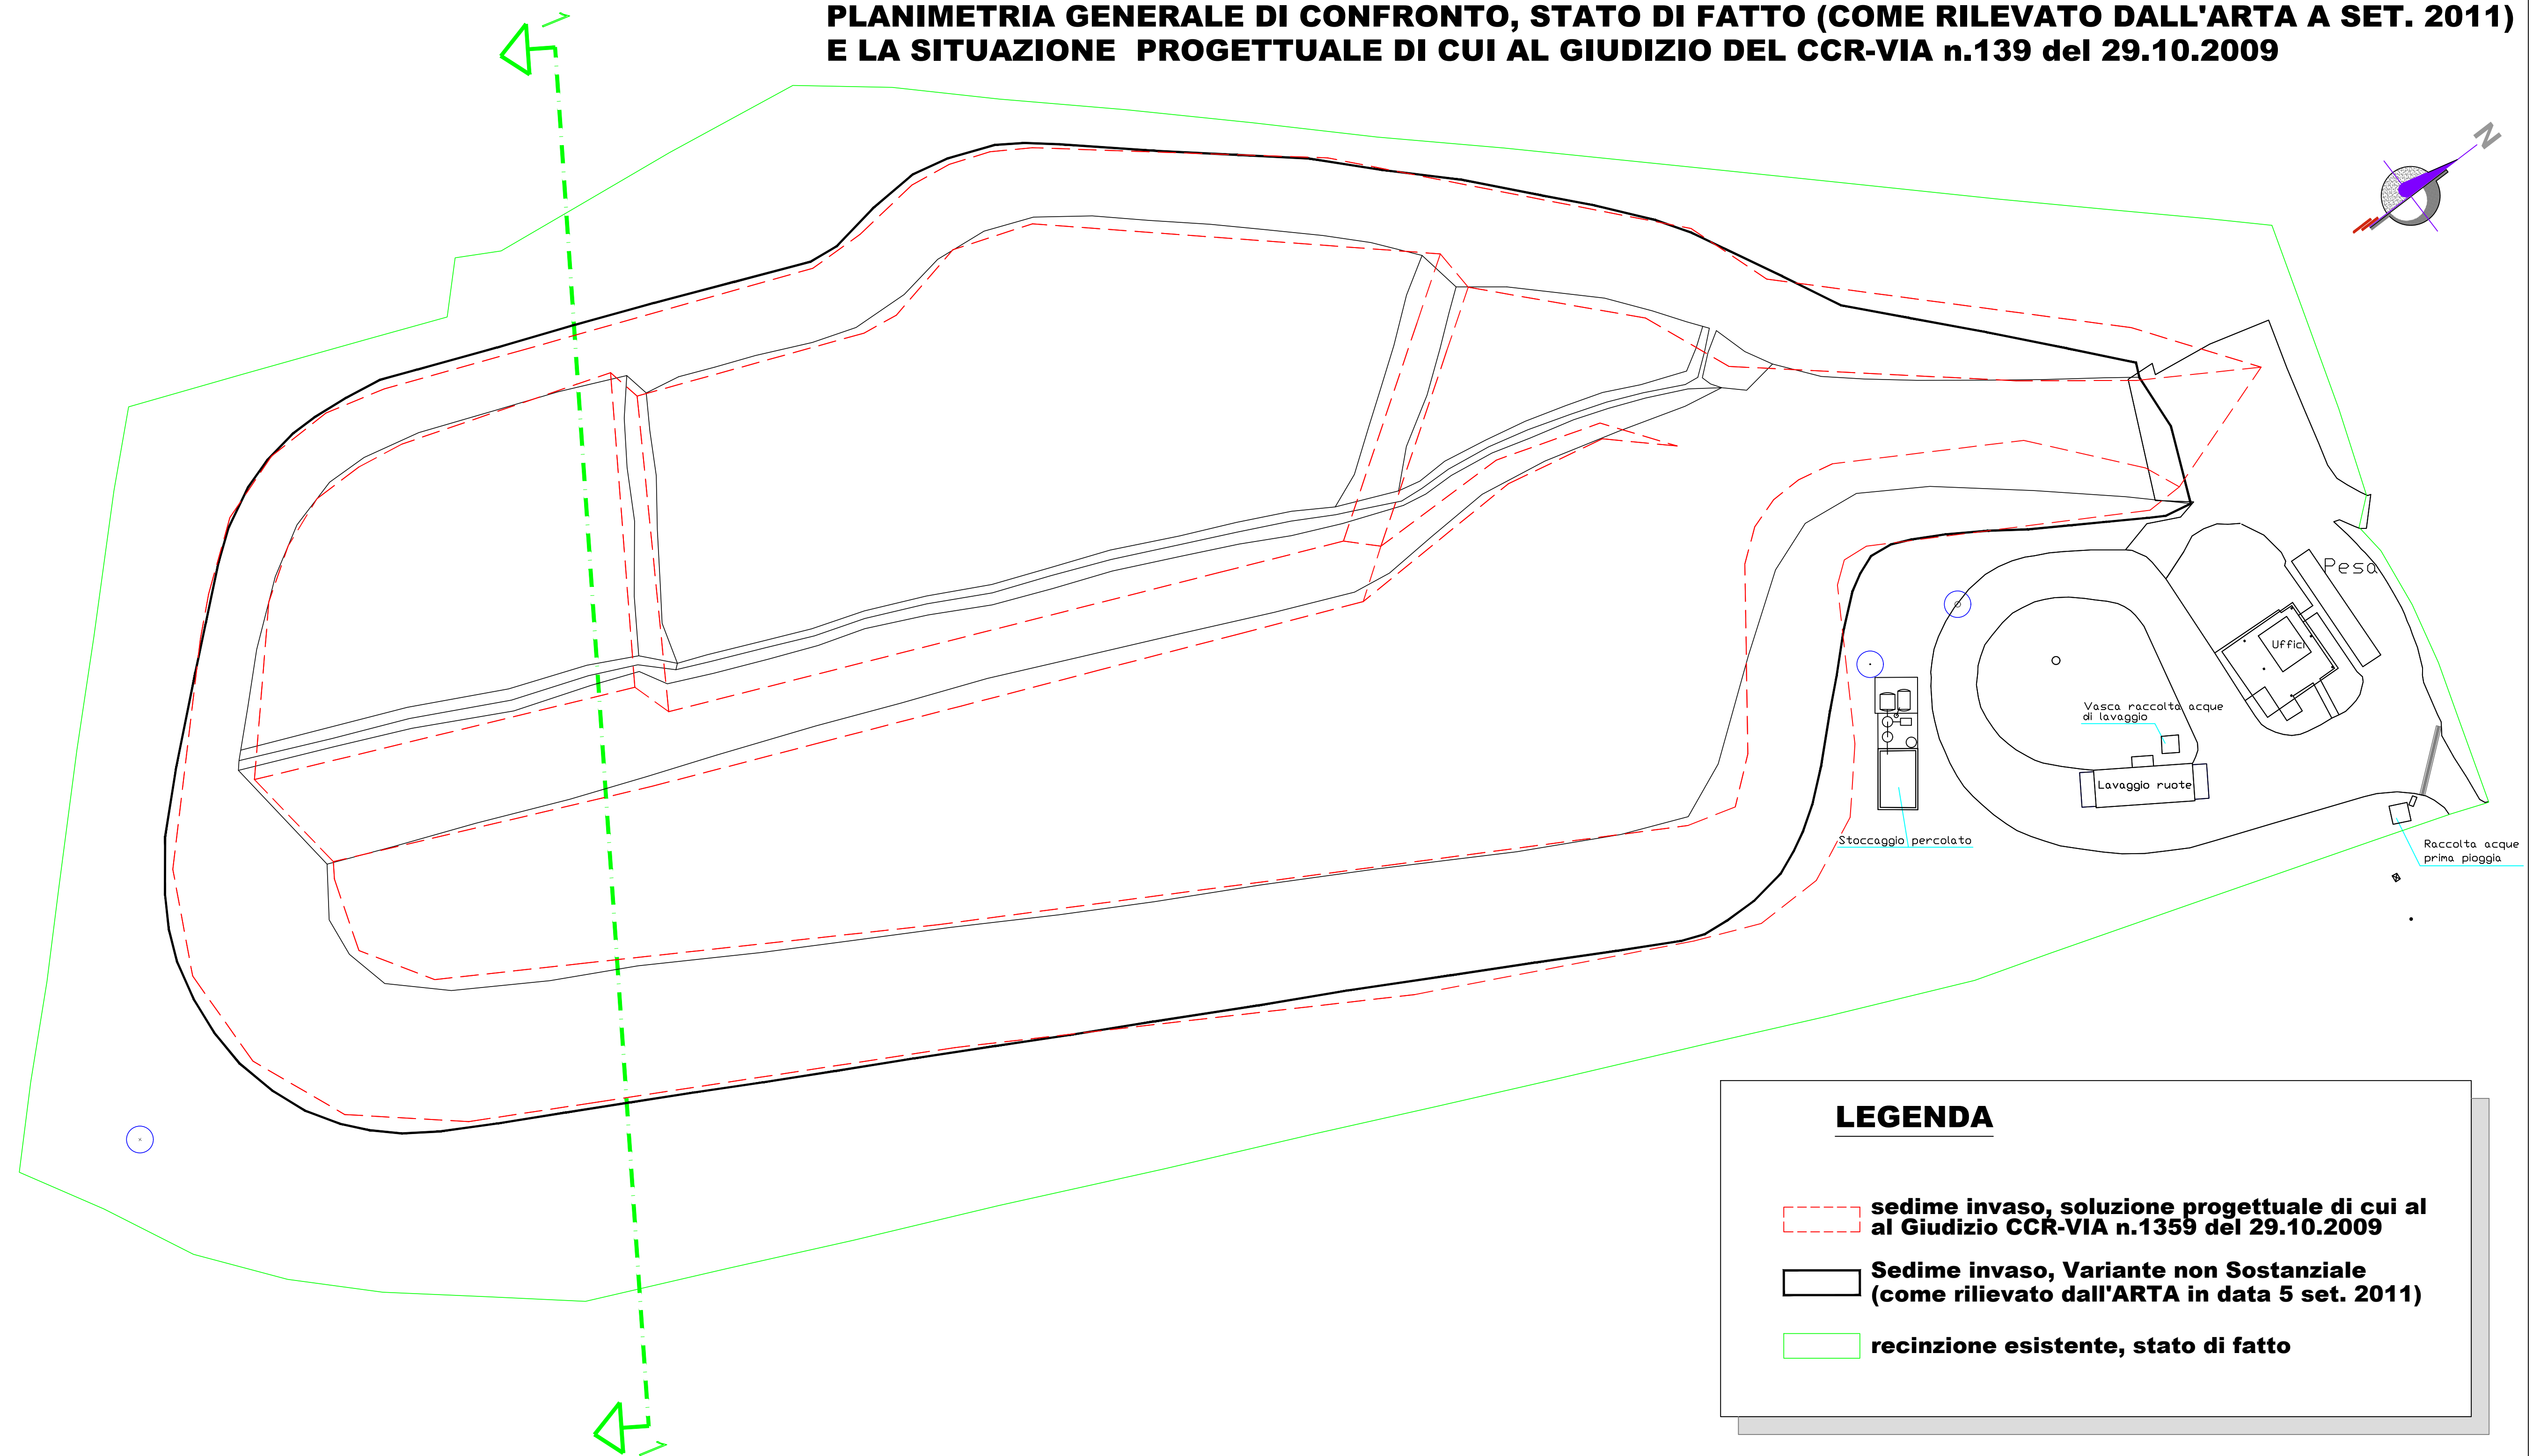 PLANIMETRIA GENERALE DI CONFRONTO, STATO DI FATTO (COME RILEVATO DALL'ARTA A SET. 2011)
E LA SITUAZIONE PROGETTUALE DI CUI AL GIUDIZIO DEL CCR-VIA n.139 del 29.10.2009
N
Pesa
Uffici
Vasca raccolta acque
di lavaggio
Lavaggio ruote
Stoccaggio percolato
Raccolta acque
prima pioggia
LEGENDA
sedime invaso, soluzione progettuale di cui al
al Giudizio CCR-VIA n.1359 del 29.10.2009
Sedime invaso, Variante non Sostanziale
(come rilievato dall'ARTA in data 5 set. 2011)
recinzione esistente, stato di fatto